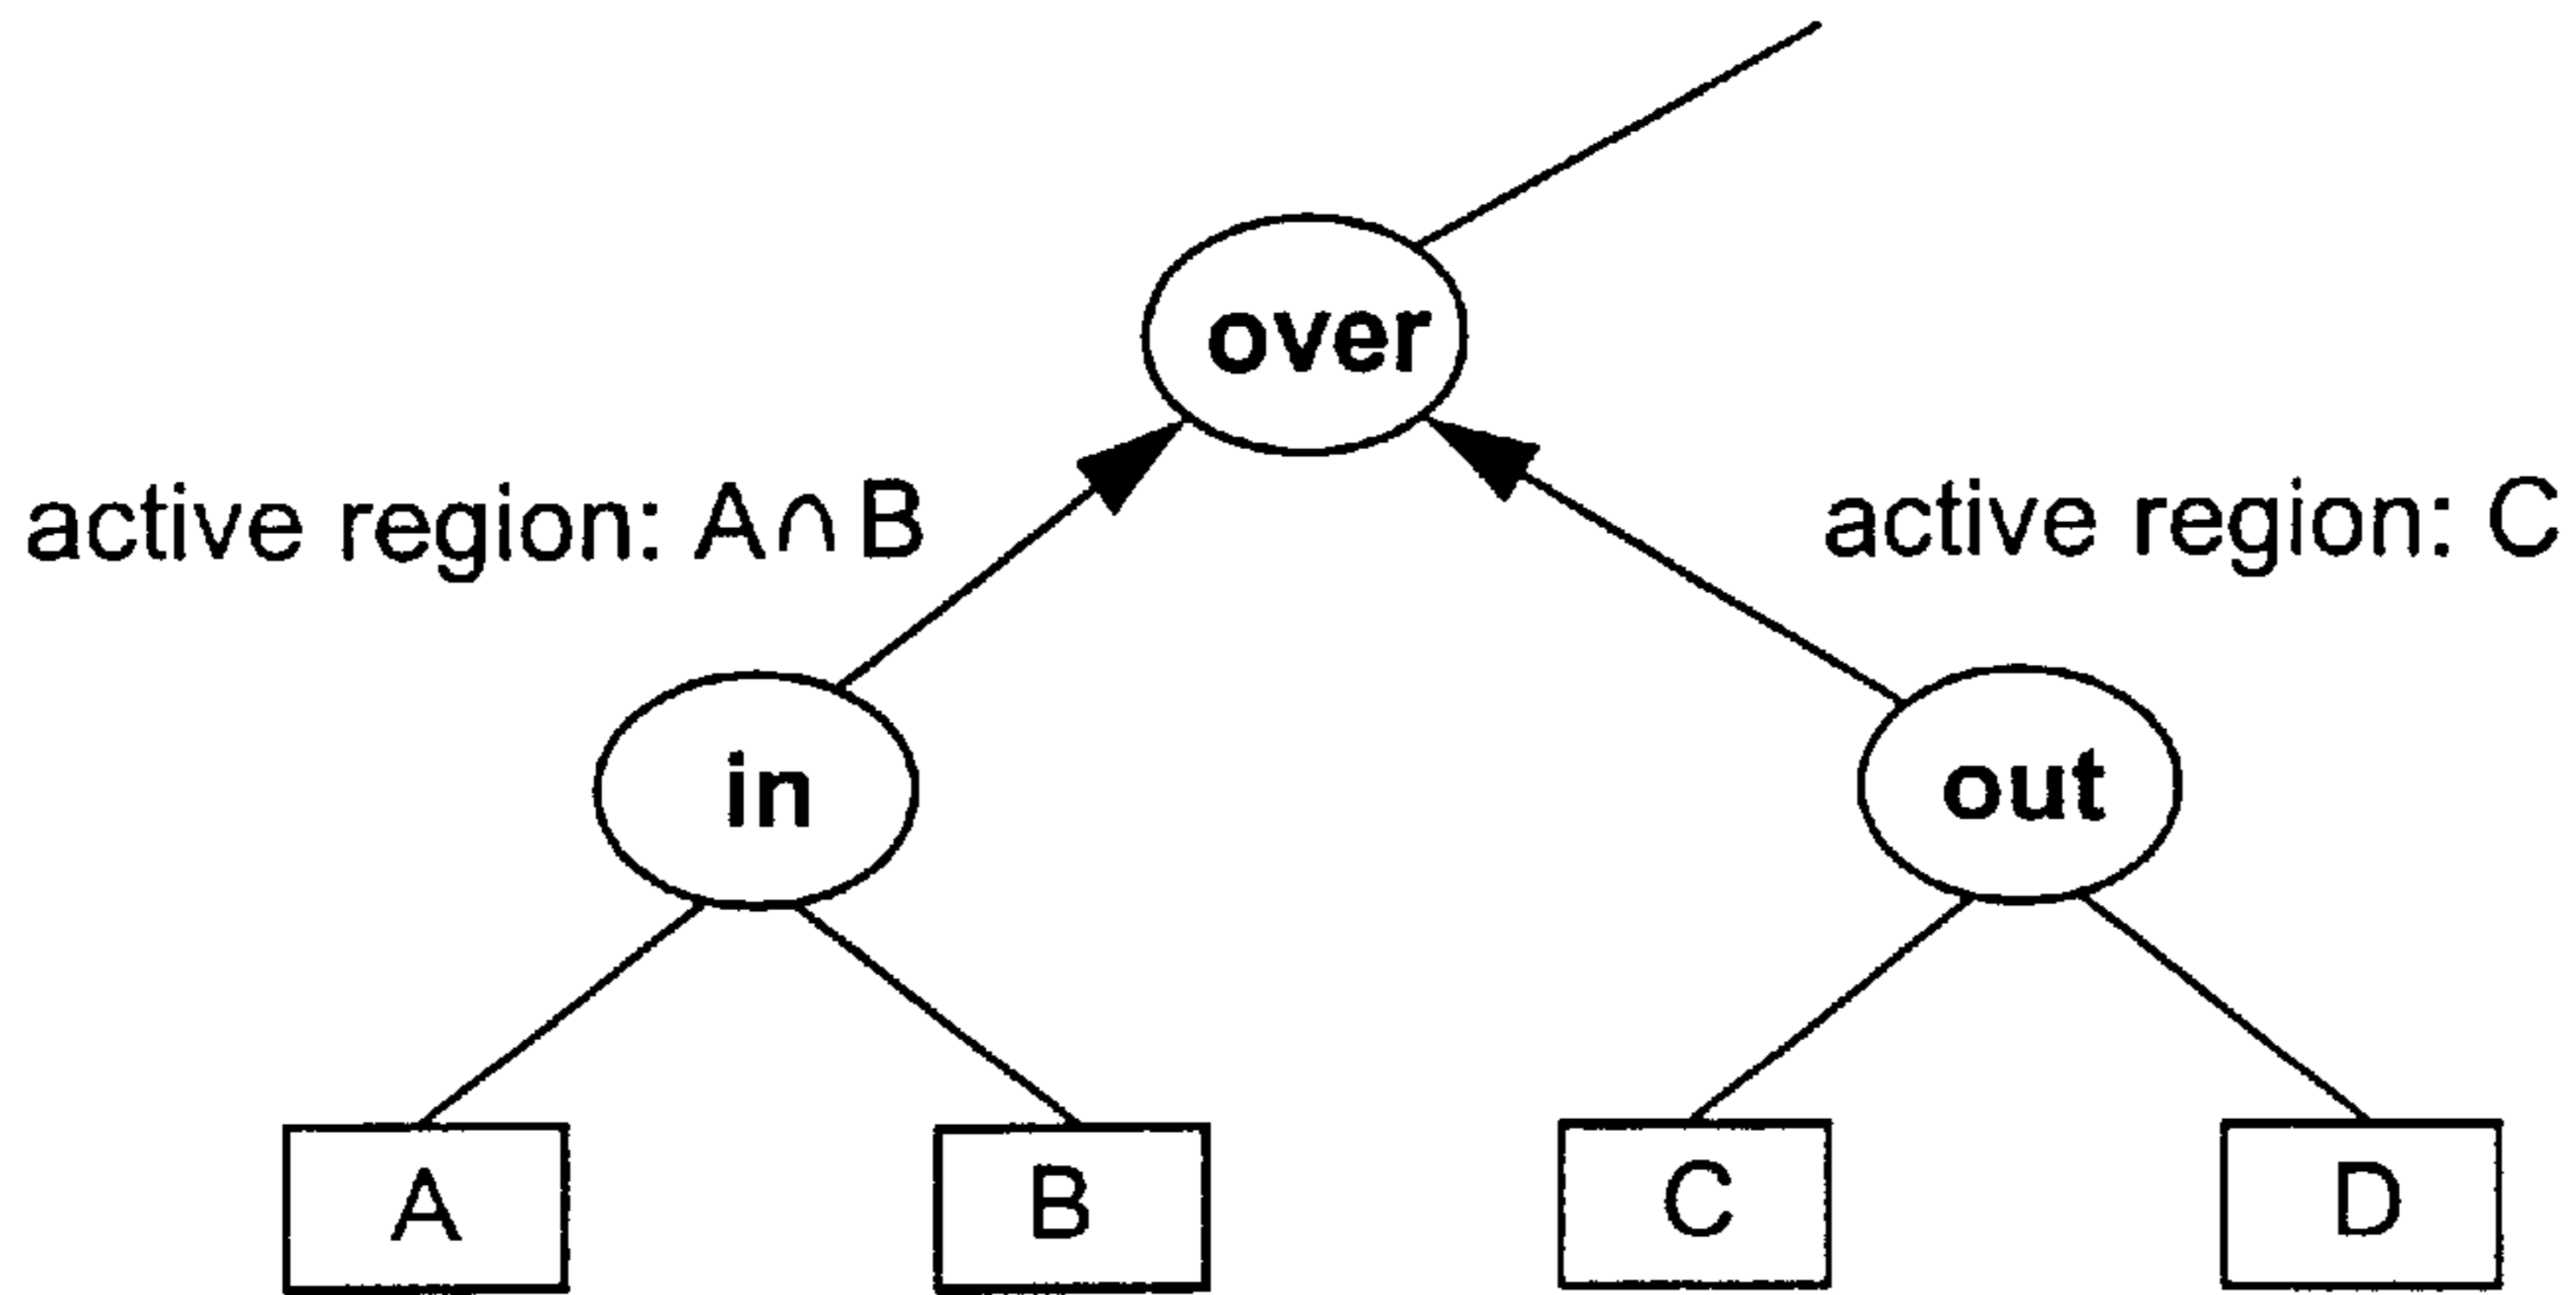 over
active region: A∩B
active region: C
in
out
A
B
C
D